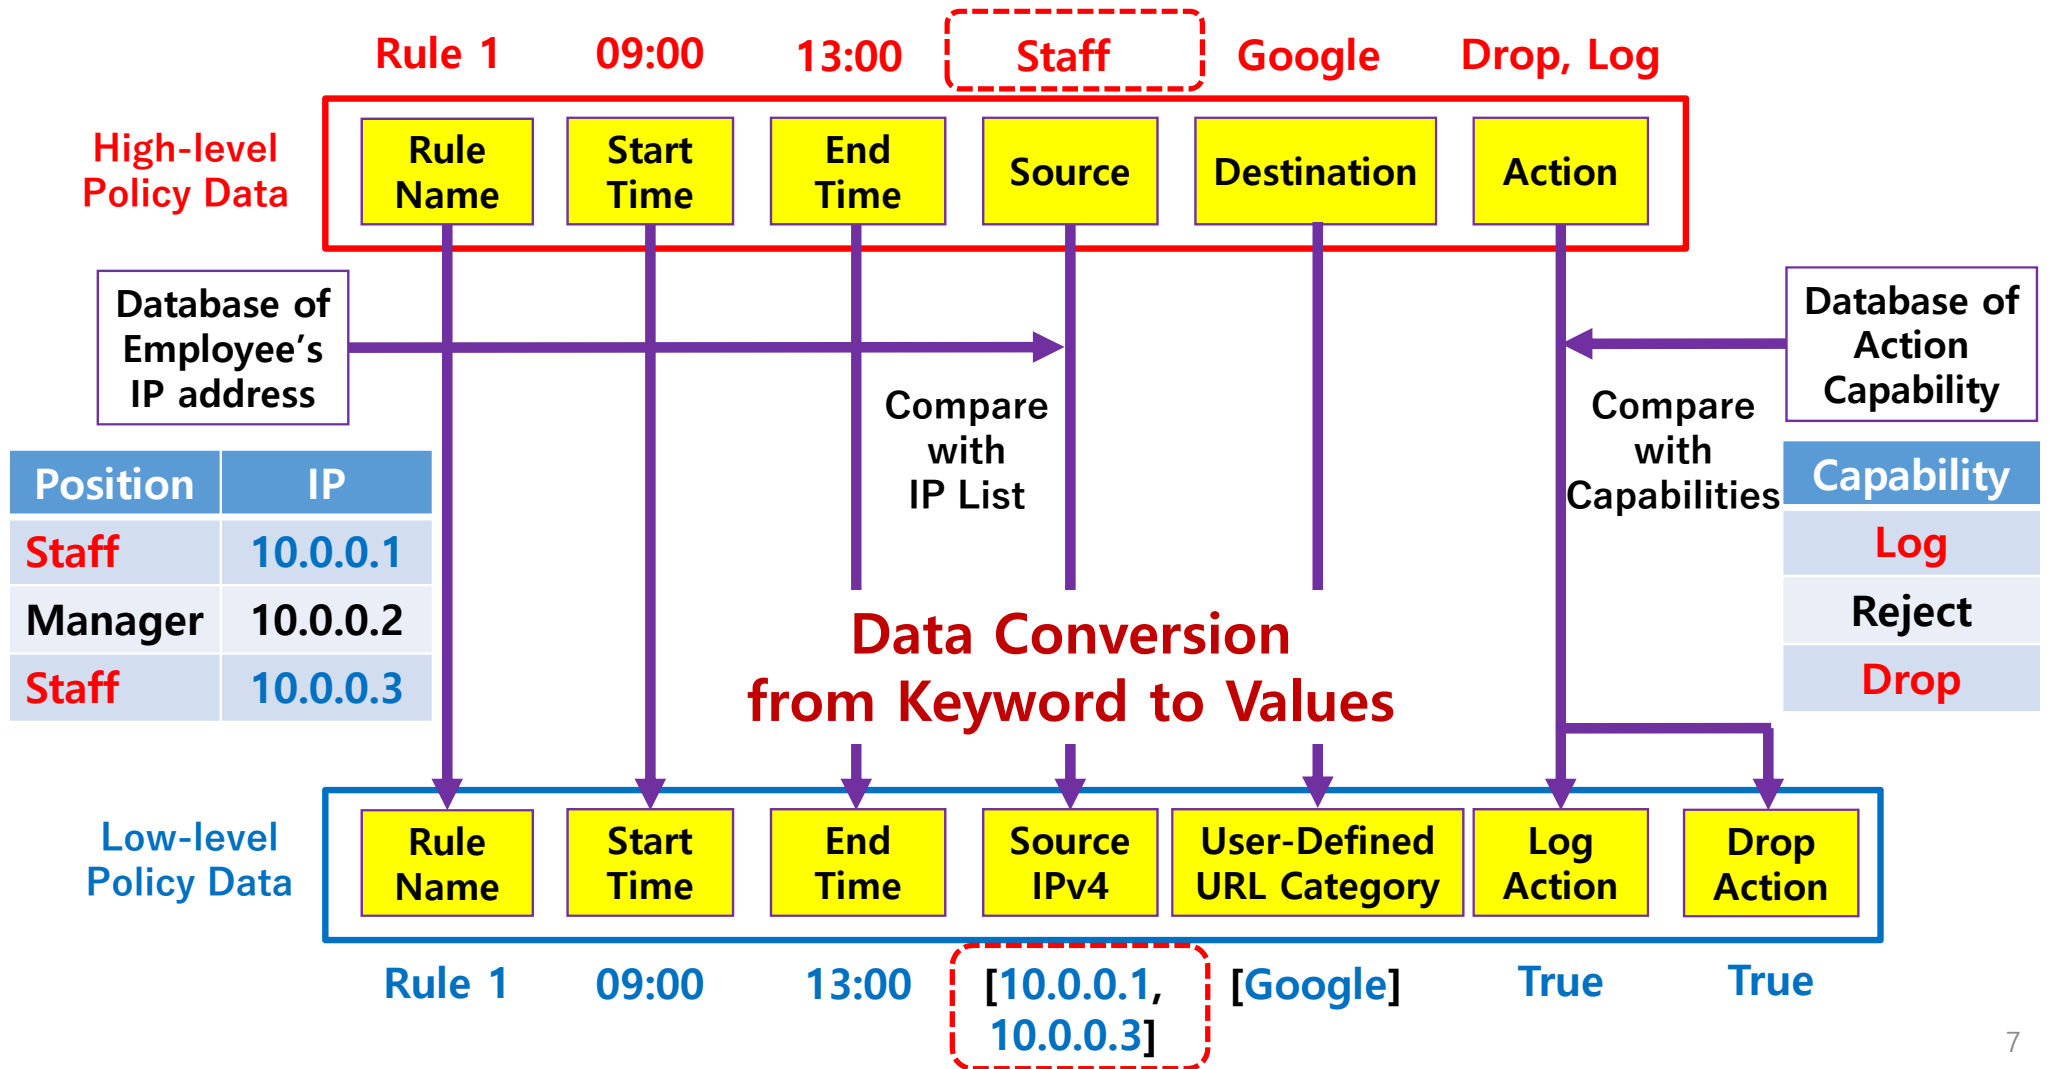 Rule 1 09:00 13:00 Staff Google Drop, Log
High-level
Policy Data
Rule
Name
Start
Time
End
Time
Source
Destination
Action
Database of
Employee’s
IP address
Database of
Action
Capability
Compare
with
IP List
Compare
with
Capabilities
Position IP
Staff 10.0.0.1
Manager 10.0.0.2
Staff 10.0.0.3
Capability
Log
Reject
Drop
Data Conversion
from Keyword to Values
Low-level
Policy Data
Rule
Name
Start
Time
End
Time
Source
IPv4
User-Defined
URL Category
Log
Action
Drop
Action
Rule 1 09:00 13:00 [10.0.0.1,
10.0.0.3]
[Google] True True
7